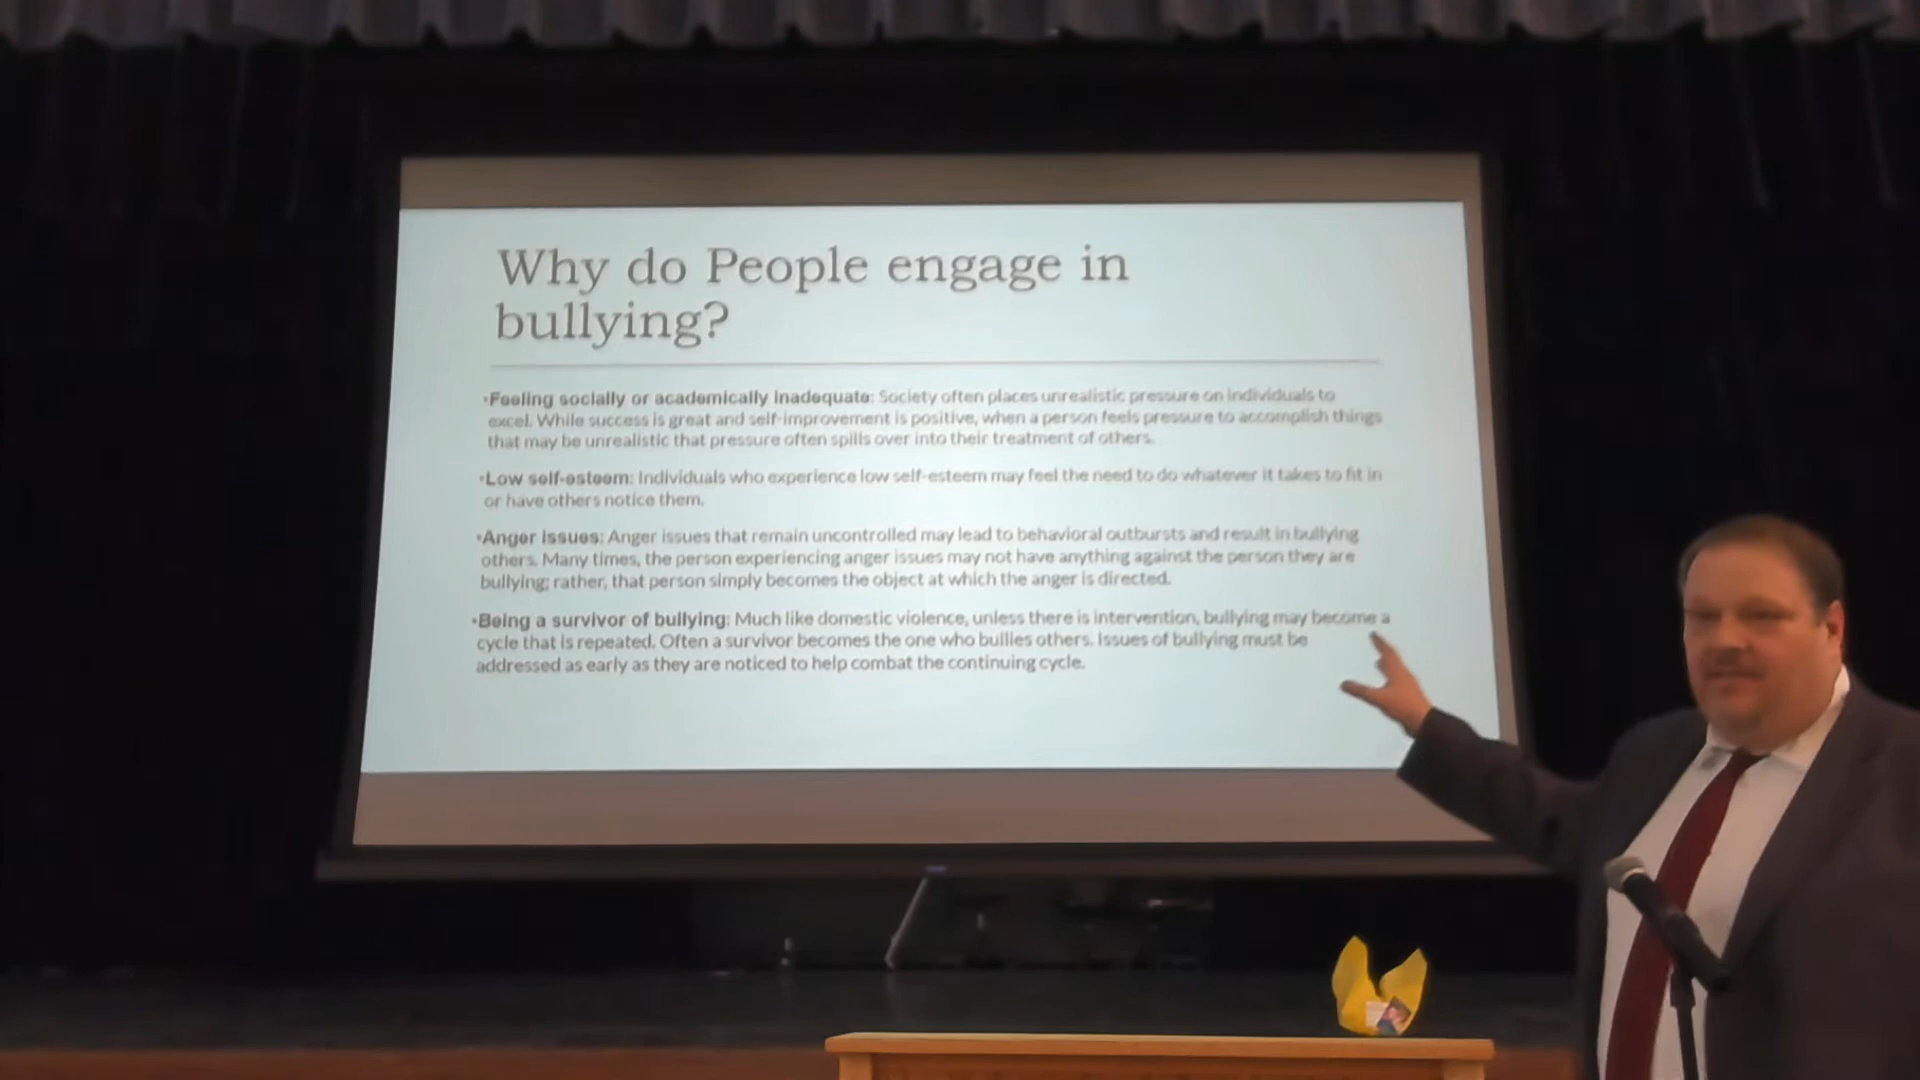 Why do People engage in
bullying?
•Feeling socially or academically Inadequate: Society often places unrealistic pressure on individuals to
excel. While success is great and self-improvement is positive, when a person feels pressure to accomplish things
that may be unrealistic that pressure often spills over into their treatment of others.
•Low self-esteem: Individuals who experience low self-esteem may feel the need to do whatever it takes to fit in
or have others notice them.
•Anger Issues: Anger issues that remain uncontrolled may lead to behavioral outbursts and result in bullying
others. Many times, the person experiencing anger issues may not have anything against the person they are
bullying; rather, that person simply becomes the object at which the anger is directed.
•Being a survivor of bullying: Much like domestic violence, unless there is intervention, bullying may become a
cycle that is repeated. Often a survivor becomes the one who bullies others. Issues of bullying must be
addressed as early as they are noticed to help combat the continuing cycle.